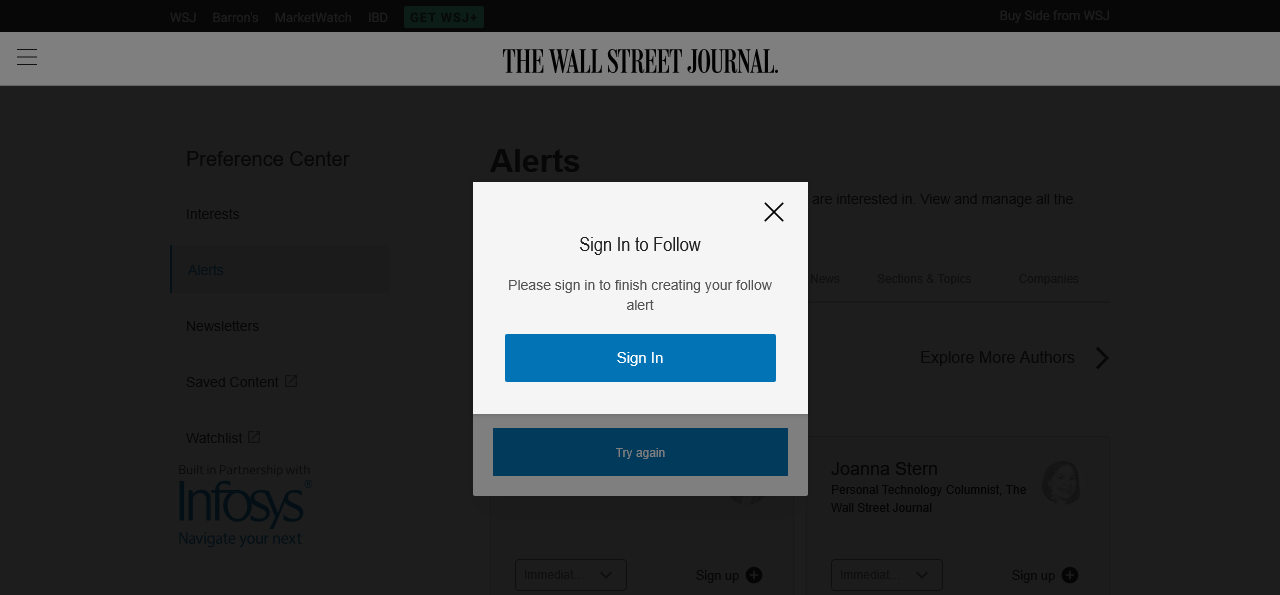 WSJ Barron's MarketWatch IBD GET WSJ+ Buy Side from WSJ
THE WALL STREET JOURNAL.
Preference Center
Interests
Alerts
Newsletters
Saved Content
Watchlist
Built in Partnership with
Infosys®
Navigate your next
Alerts
are interested in. View and manage all the
News Sections & Topics Companies
Sign In to Follow
Please sign in to finish creating your follow
alert
Sign In
Try again
Explore More Authors
Joanna Stern
Personal Technology Columnist, The
Wall Street Journal
Immediat... Sign up
Immediat... Sign up